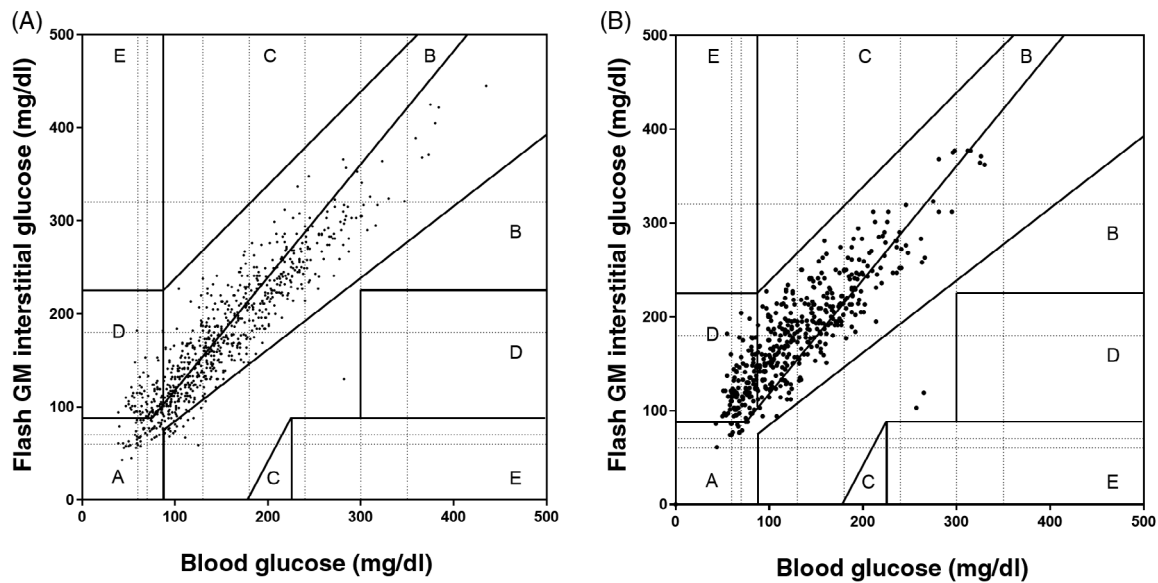 (A)
500
E
C
B
400
300
B
200
D
D
100
A
C
E
0
0 100 200 300 400 500
Flash GM interstitial glucose (mg/dl)
Blood glucose (mg/dl)
(B)
500
E
C
B
400
300
B
200
D
D
100
A
C
E
0
0 100 200 300 400 500
Flash GM interstitial glucose (mg/dl)
Blood glucose (mg/dl)